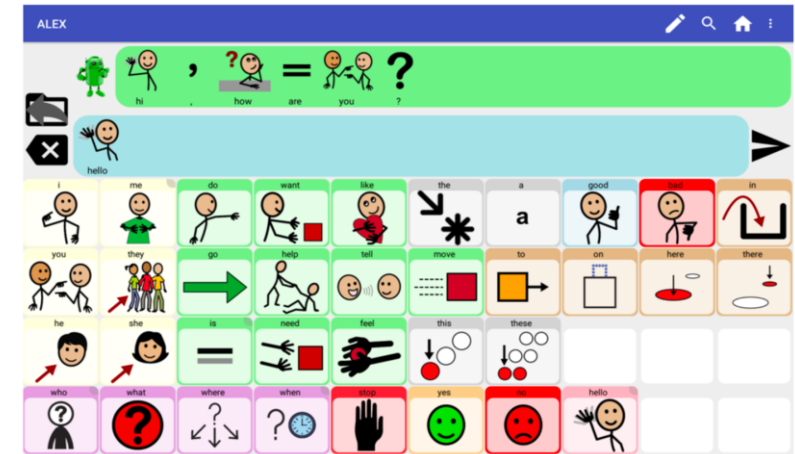 ALEX
hi , how are you ?
hello
i me do want like the a good bad in
a
you they go help tell move to on here there
he she is need feel this these
who what where when stop yes no hello